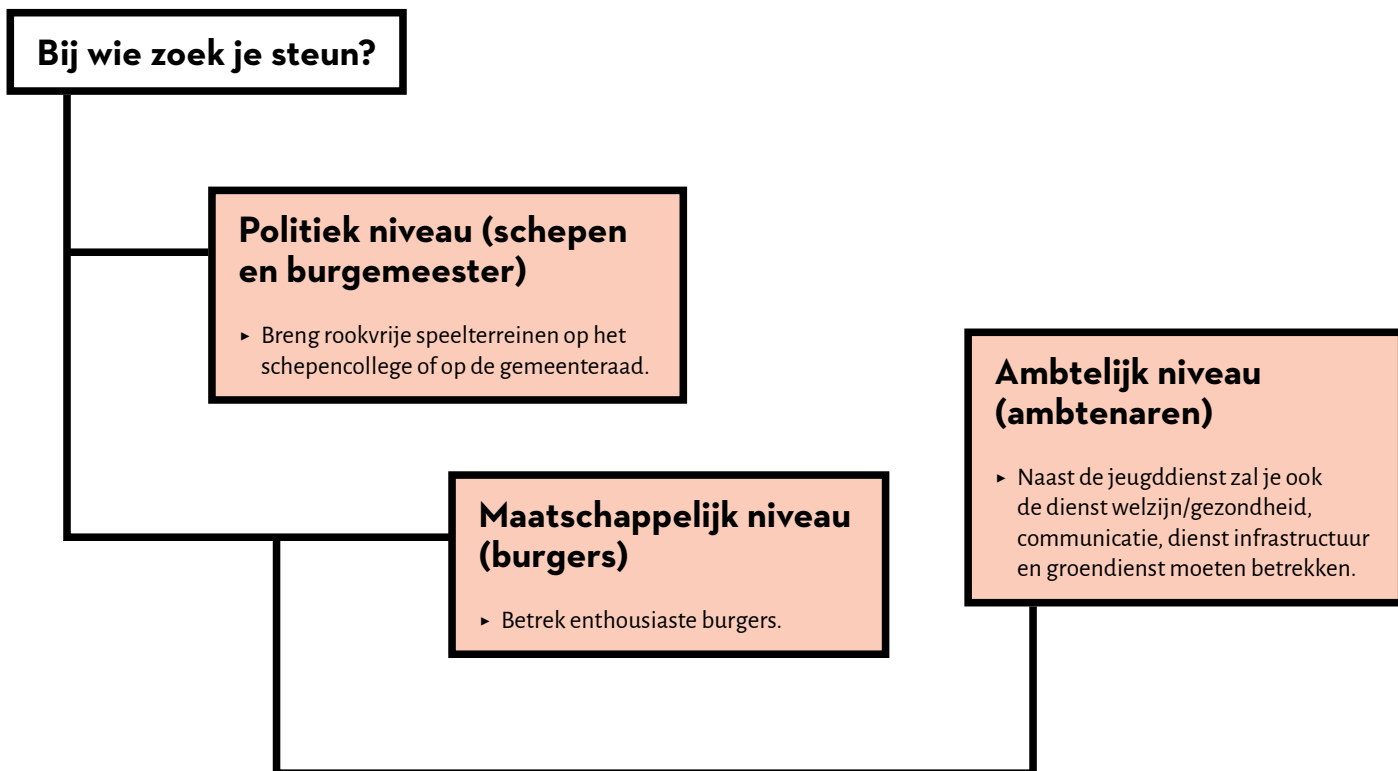 Bij wie zoek je steun?
Politiek niveau (schepen
en burgemeester)
▸ Breng rookvrije speelterreinen op het
schepencollege of op de gemeenteraad.
Maatschappelijk niveau
(burgers)
▸ Betrek enthousiaste burgers.
Ambtelijk niveau
(ambtenaren)
▸ Naast de jeugddienst zal je ook
de dienst welzijn/gezondheid,
communicatie, dienst infrastructuur
en groendienst moeten betrekken.